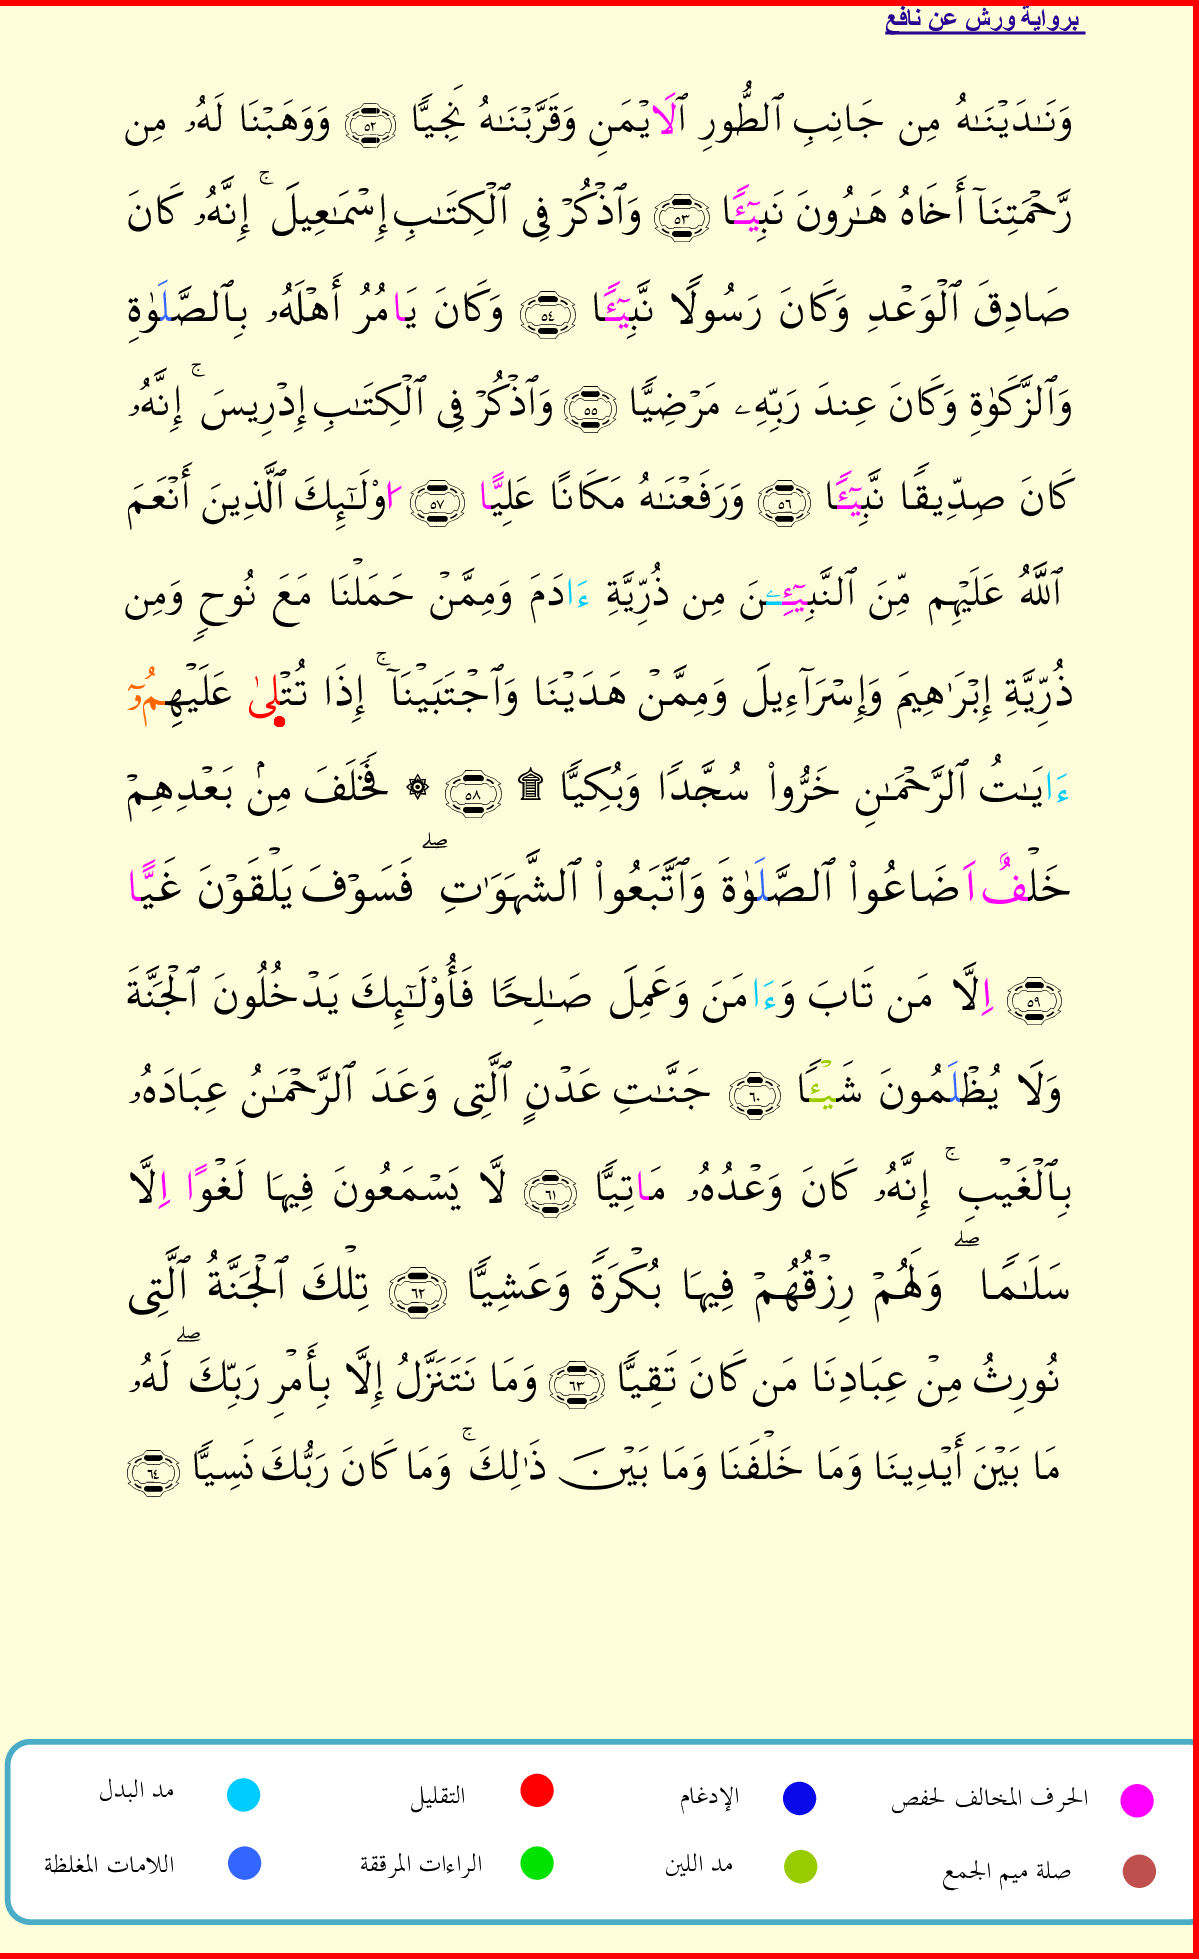 برواية ورش عن نافع
وَنَٰدَيْنَٰهُ مِن جَانِبِ اِ۬لطُّورِ اِ۬لَايْمَنِ وَقَرَّبْنَٰهُ نَجِيّٗا ٥٢ وَوَهَبْنَا لَهُۥ مِن
رَّحْمَتِنَآ أَخَاهُ هَٰرُونَ نَبِيٓـٔٗا ٥٣ وَٱذْكُرْ فِى ٱلْكِتَٰبِ إِسْمَٰعِيلَ ۚ إِنَّهُۥ كَانَ
صَادِقَ ٱلْوَعْدِ وَكَانَ رَسُولٗا نَّبِيٓـٔٗا ٥٤ وَكَانَ يَامُرُ أَهْلَهُۥ بِٱلصَّلَوٰةِ
وَٱلزَّكَوٰةِ وَكَانَ عِندَ رَبِّهِۦ مَرْضِيّٗا ٥٥ وَٱذْكُرْ فِى ٱلْكِتَٰبِ إِدْرِيسَ ۚ إِنَّهُۥ
كَانَ صِدِّيقٗا نَّبِيٓـٔٗا ٥٦ وَرَفَعْنَٰهُ مَكَانًا عَلِيّٗا ٥٧ ا۟وْلَٰٓئِكَ ٱلَّذِينَ أَنْعَمَ
ٱللَّهُ عَلَيْهِم مِّنَ ٱلنَّبِيٓـِٕۧنَ مِن ذُرِّيَّةِ ءَادَمَ وَمِمَّنْ حَمَلْنَا مَعَ نُوحٍ وَمِن
ذُرِّيَّةِ إِبْرَٰهِيمَ وَإِسْرَآءِيلَ وَمِمَّنْ هَدَيْنَا وَٱجْتَبَيْنَآ ۚ إِذَا تُتْلىٰ عَلَيْهِمُۥٓ
ءَايَٰتُ ٱلرَّحْمَٰنِ خَرُّوا۟ سُجَّدٗا وَبُكِيّٗا ۩ ٥٨ ۞ فَخَلَفَ مِنۢ بَعْدِهِمْ
خَلْفٌ اَضَاعُوا۟ ٱلصَّلَوٰةَ وَٱتَّبَعُوا۟ ٱلشَّهَوَٰتِ ۖ فَسَوْفَ يَلْقَوْنَ غَيًّا
٥٩ اِلَّا مَن تَابَ وَءَامَنَ وَعَمِلَ صَٰلِحٗا فَأُو۟لَٰٓئِكَ يَدْخُلُونَ ٱلْجَنَّةَ
وَلَا يُظْلَمُونَ شَيْـٔٗا ٦٠ جَنَّٰتِ عَدْنٍ ٱلَّتِى وَعَدَ ٱلرَّحْمَٰنُ عِبَادَهُۥ
بِٱلْغَيْبِ ۚ إِنَّهُۥ كَانَ وَعْدُهُۥ مَاتِيّٗا ٦١ لَّا يَسْمَعُونَ فِيهَا لَغْوًا اِلَّا
سَلَٰمٗا ۖ وَلَهُمْ رِزْقُهُمْ فِيهَا بُكْرَةٗ وَعَشِيّٗا ٦٢ تِلْكَ ٱلْجَنَّةُ ٱلَّتِى
نُورِثُ مِنْ عِبَادِنَا مَن كَانَ تَقِيّٗا ٦٣ وَمَا نَتَنَزَّلُ إِلَّا بِأَمْرِ رَبِّكَ ۖ لَهُۥ
مَا بَيْنَ أَيْدِينَا وَمَا خَلْفَنَا وَمَا بَيْنَ ذَٰلِكَ ۚ وَمَا كَانَ رَبُّكَ نَسِيّٗا ٦٤
الحرف المخالف لحفص الإدغام التقليل مد البدل
صلة ميم الجمع مد اللين الراءات المرققة اللامات المغلظة